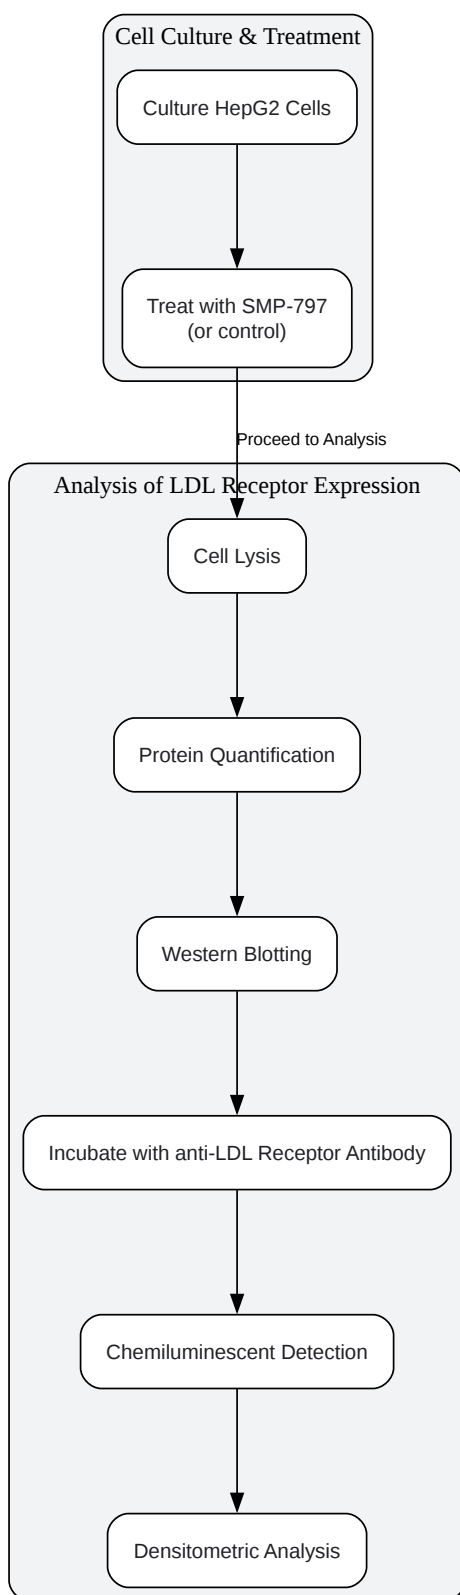 Cell Culture & Treatment
Culture HepG2 Cells
Treat with SMP-797
(or control)
Proceed to Analysis
Analysis of LDL Receptor Expression
Cell Lysis
Protein Quantification
Western Blotting
Incubate with anti-LDL Receptor Antibody
Chemiluminescent Detection
Densitometric Analysis